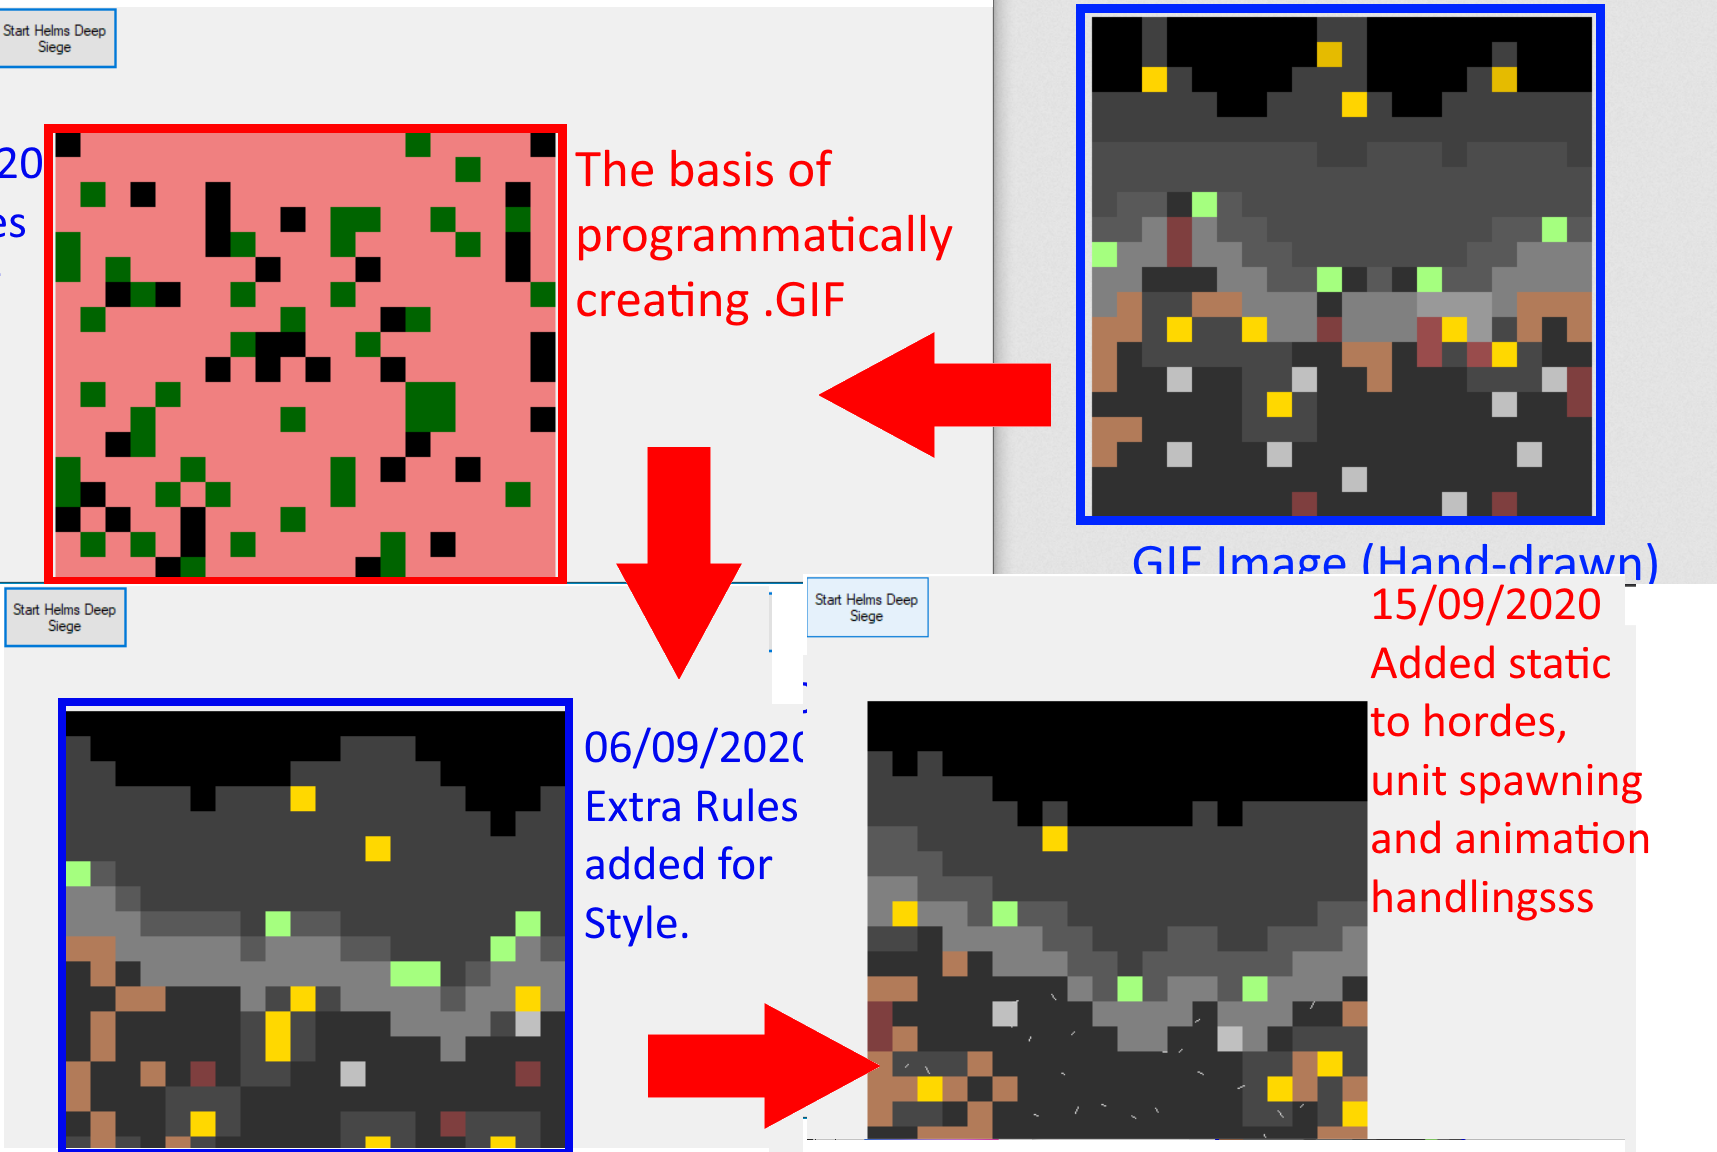 Start Helms Deep
Siege
20
es
The basis of
programmatically
creating .GIF
GIF Image (Hand-drawn)
Start Helms Deep
Siege
06/09/2020
Extra Rules
added for
Style.
Start Helms Deep
Siege
15/09/2020
Added static
to hordes,
unit spawning
and animation
handlingsss